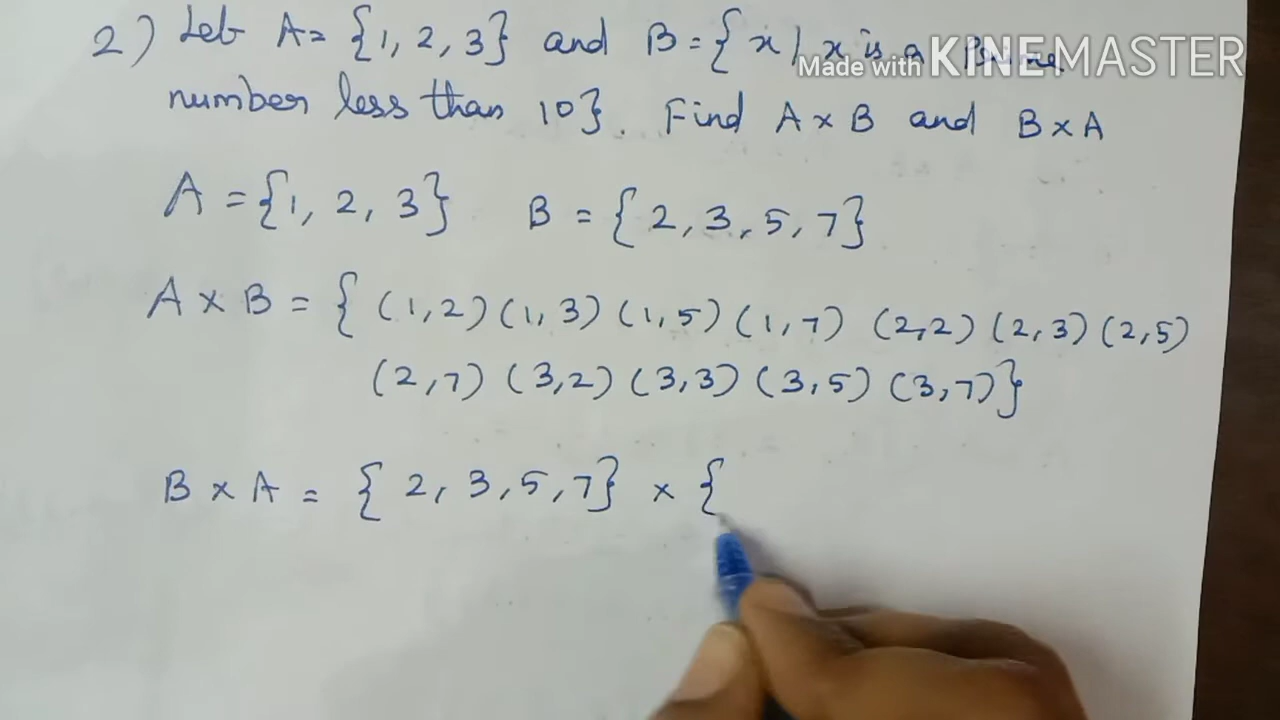 2) Let A= {1, 2, 3} and B = {x / x is a Prime
Made with KINEMASTER
number less than 10}. Find A × B and B × A
A = {1, 2, 3} B = {2, 3, 5, 7}
A × B = { (1,2) (1,3) (1,5) (1,7) (2,2) (2,3) (2,5)
(2,7) (3,2) (3,3) (3,5) (3,7)}
B × A = { 2, 3, 5, 7} × {